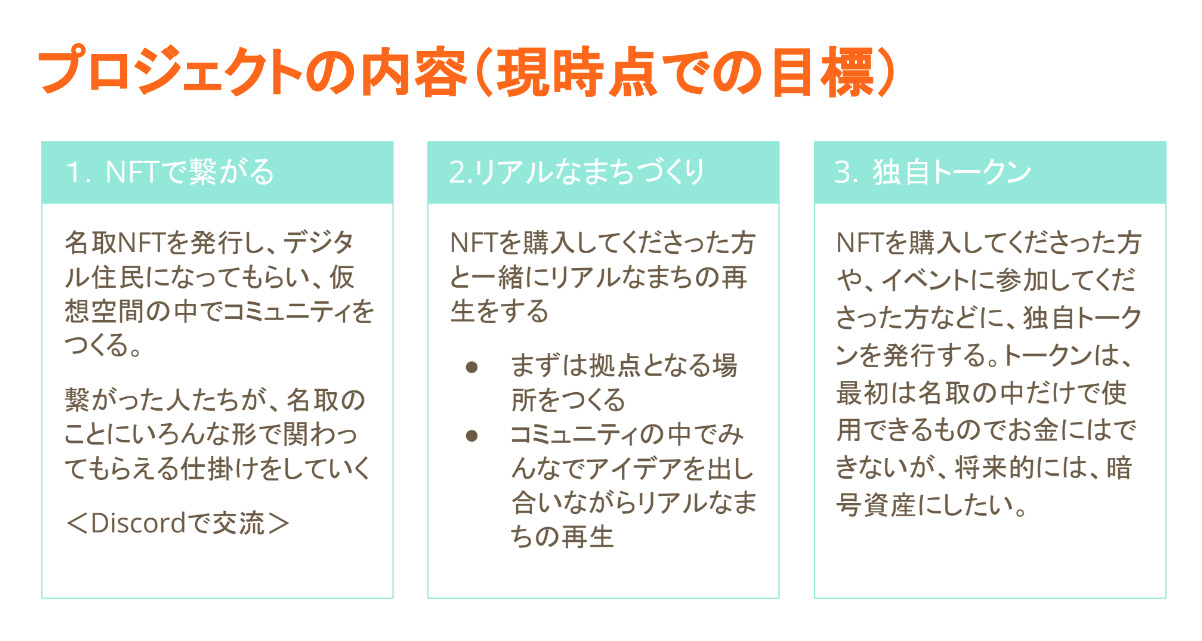 プロジェクトの内容（現時点での目標）
1. NFTで繋がる
名取NFTを発行し、デジタ
ル住民になってもらい、仮
想空間の中でコミュニティを
つくる。
繋がった人たちが、名取の
ことにいろんな形で関わっ
てもらえる仕掛けをしていく
＜Discordで交流＞
2.リアルなまちづくり
NFTを購入してくださった方
と一緒にリアルなまちの再
生をする
● まずは拠点となる場
所をつくる
● コミュニティの中でみ
んなでアイデアを出し
合いながらリアルなま
ちの再生
3. 独自トークン
NFTを購入してくださった方
や、イベントに参加してくだ
さった方などに、独自トーク
ンを発行する。トークンは、
最初は名取の中だけで使
用できるものでお金にはで
きないが、将来的には、暗
号資産にしたい。